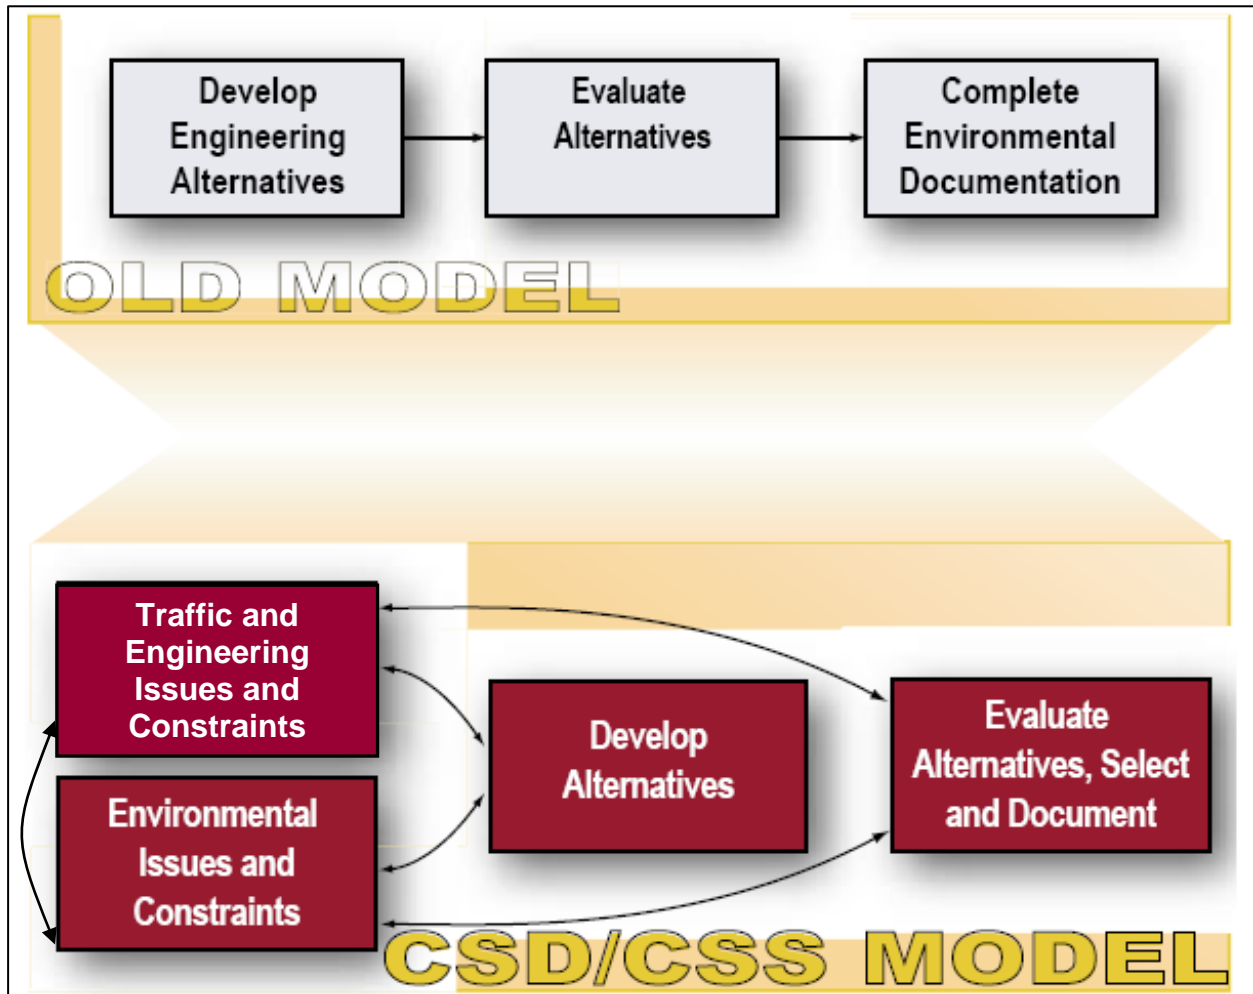 Develop
Engineering
Alternatives
Evaluate
Alternatives
Complete
Environmental
Documentation
OLD MODEL
Traffic and
Engineering
Issues and
Constraints
Environmental
Issues and
Constraints
Develop
Alternatives
Evaluate
Alternatives, Select
and Document
CSD/CSS MODEL